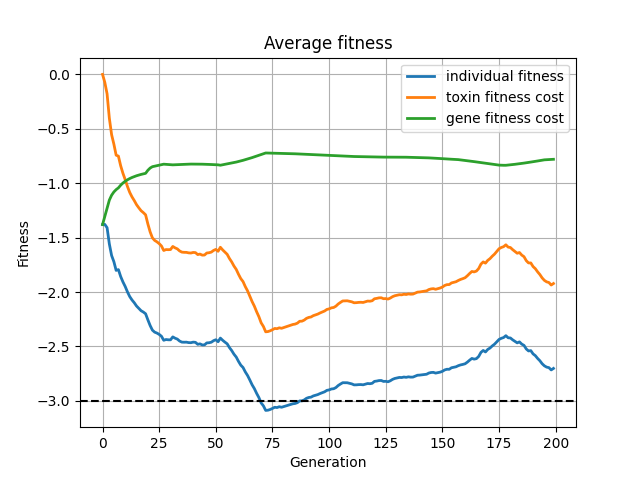 Average fitness
individual fitness
toxin fitness cost
gene fitness cost
Fitness
0.0
−0.5
−1.0
−1.5
−2.0
−2.5
−3.0
0 25 50 75 100 125 150 175 200
Generation